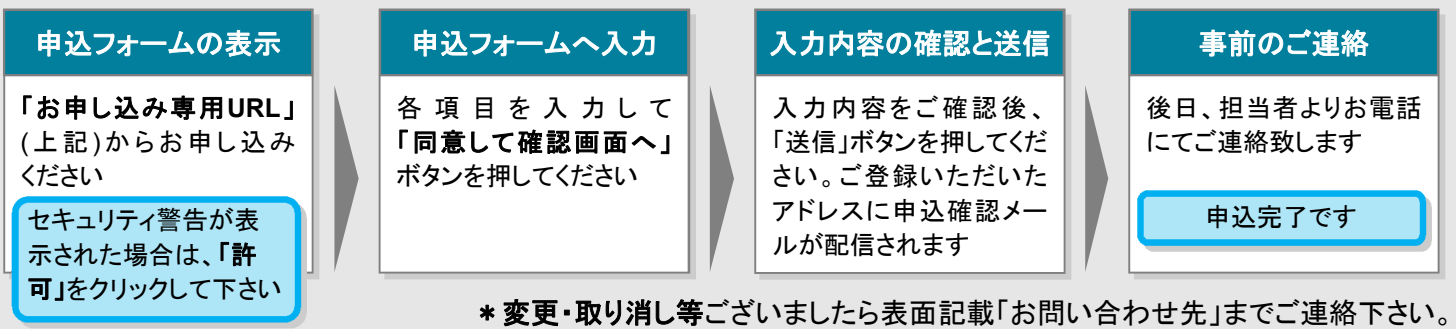 申込フォームの表示
「お申し込み専用URL」
(上記)からお申し込み
ください
セキュリティ警告が表
示された場合は、「許
可」をクリックして下さい
申込フォームへ入力
各項目を入力して
「同意して確認画面へ」
ボタンを押してください
入力内容の確認と送信
入力内容をご確認後、
「送信」ボタンを押してくだ
さい。ご登録いただいた
アドレスに申込確認メー
ルが配信されます
事前のご連絡
後日、担当者よりお電話
にてご連絡致します
申込完了です
＊変更・取り消し等ございましたら表面記載「お問い合わせ先」までご連絡下さい。